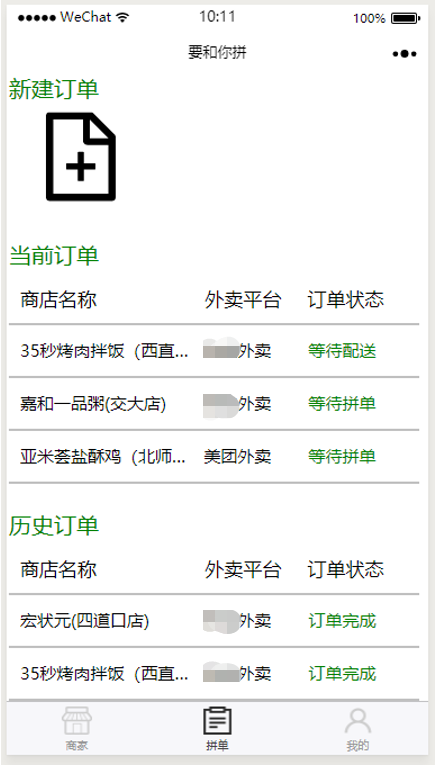 WeChat 10:11 100%
要和你拼
新建订单
当前订单
商店名称 外卖平台 订单状态
35秒烤肉拌饭（西直... 外卖 等待配送
嘉和一品粥(交大店) 外卖 等待拼单
亚米荟盐酥鸡（北师... 美团外卖 等待拼单
历史订单
商店名称 外卖平台 订单状态
宏状元(四道口店) 外卖 订单完成
35秒烤肉拌饭（西直... 外卖 订单完成
商家 拼单 我的